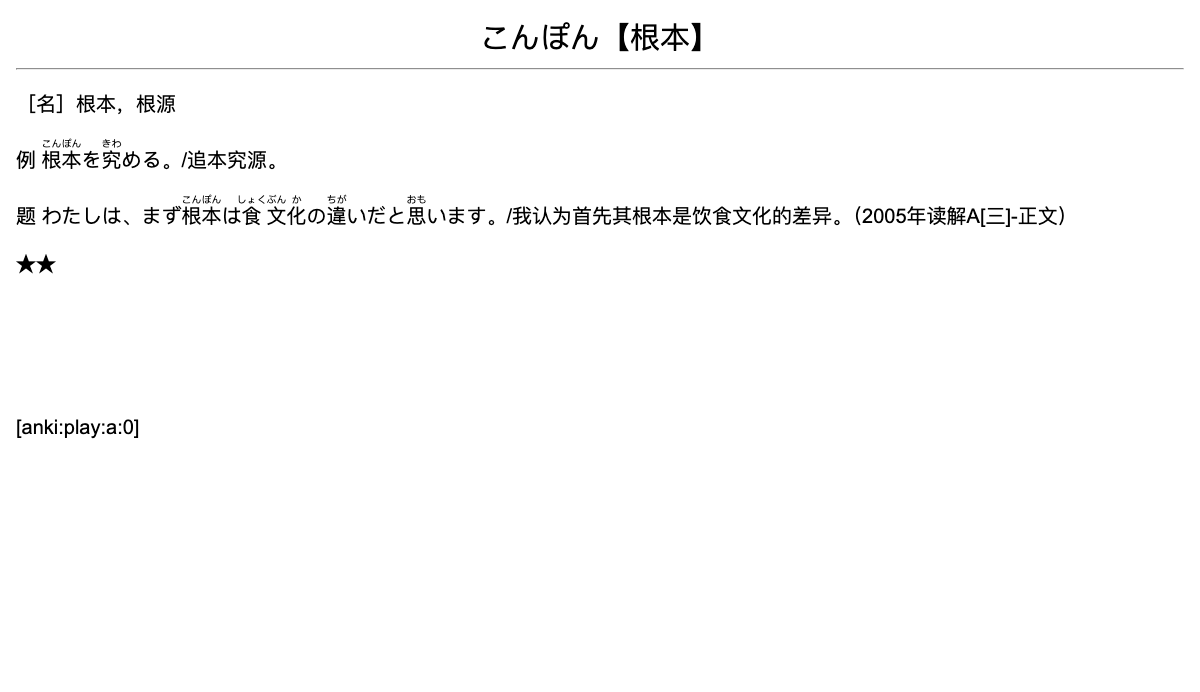 こんぽん【根本】
［名］根本，根源
こんぽん きわ
例 根本を究める。/追本究源。
こんぽん しょくぶん か ちが おも
题 わたしは、まず根本は食文化の違いだと思います。/我认为首先其根本是饮食文化的差异。（2005年读解A[三]-正文）
★★
[anki:play:a:0]